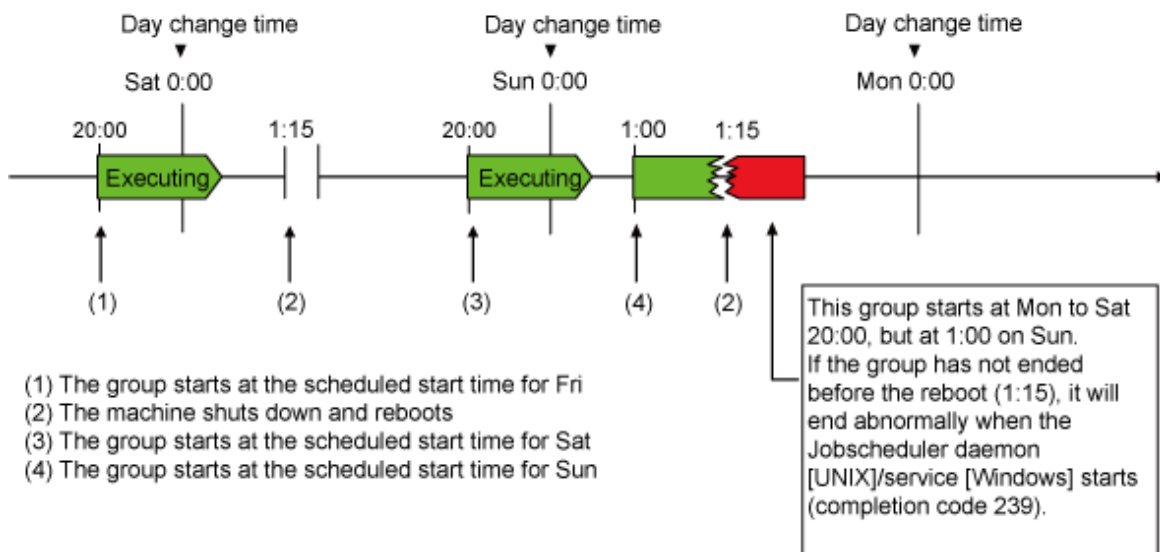 Day change time
Day change time
Day change time
Sat 0:00
Sun 0:00
Mon 0:00
20:00
1:15
20:00
1:00
1:15
Executing
Executing
(1)
(2)
(3)
(4)
(2)
This group starts at Mon to Sat
20:00, but at 1:00 on Sun.
If the group has not ended
before the reboot (1:15), it will
end abnormally when the
Jobscheduler daemon
[UNIX]/service [Windows] starts
(completion code 239).
(1) The group starts at the scheduled start time for Fri
(2) The machine shuts down and reboots
(3) The group starts at the scheduled start time for Sat
(4) The group starts at the scheduled start time for Sun